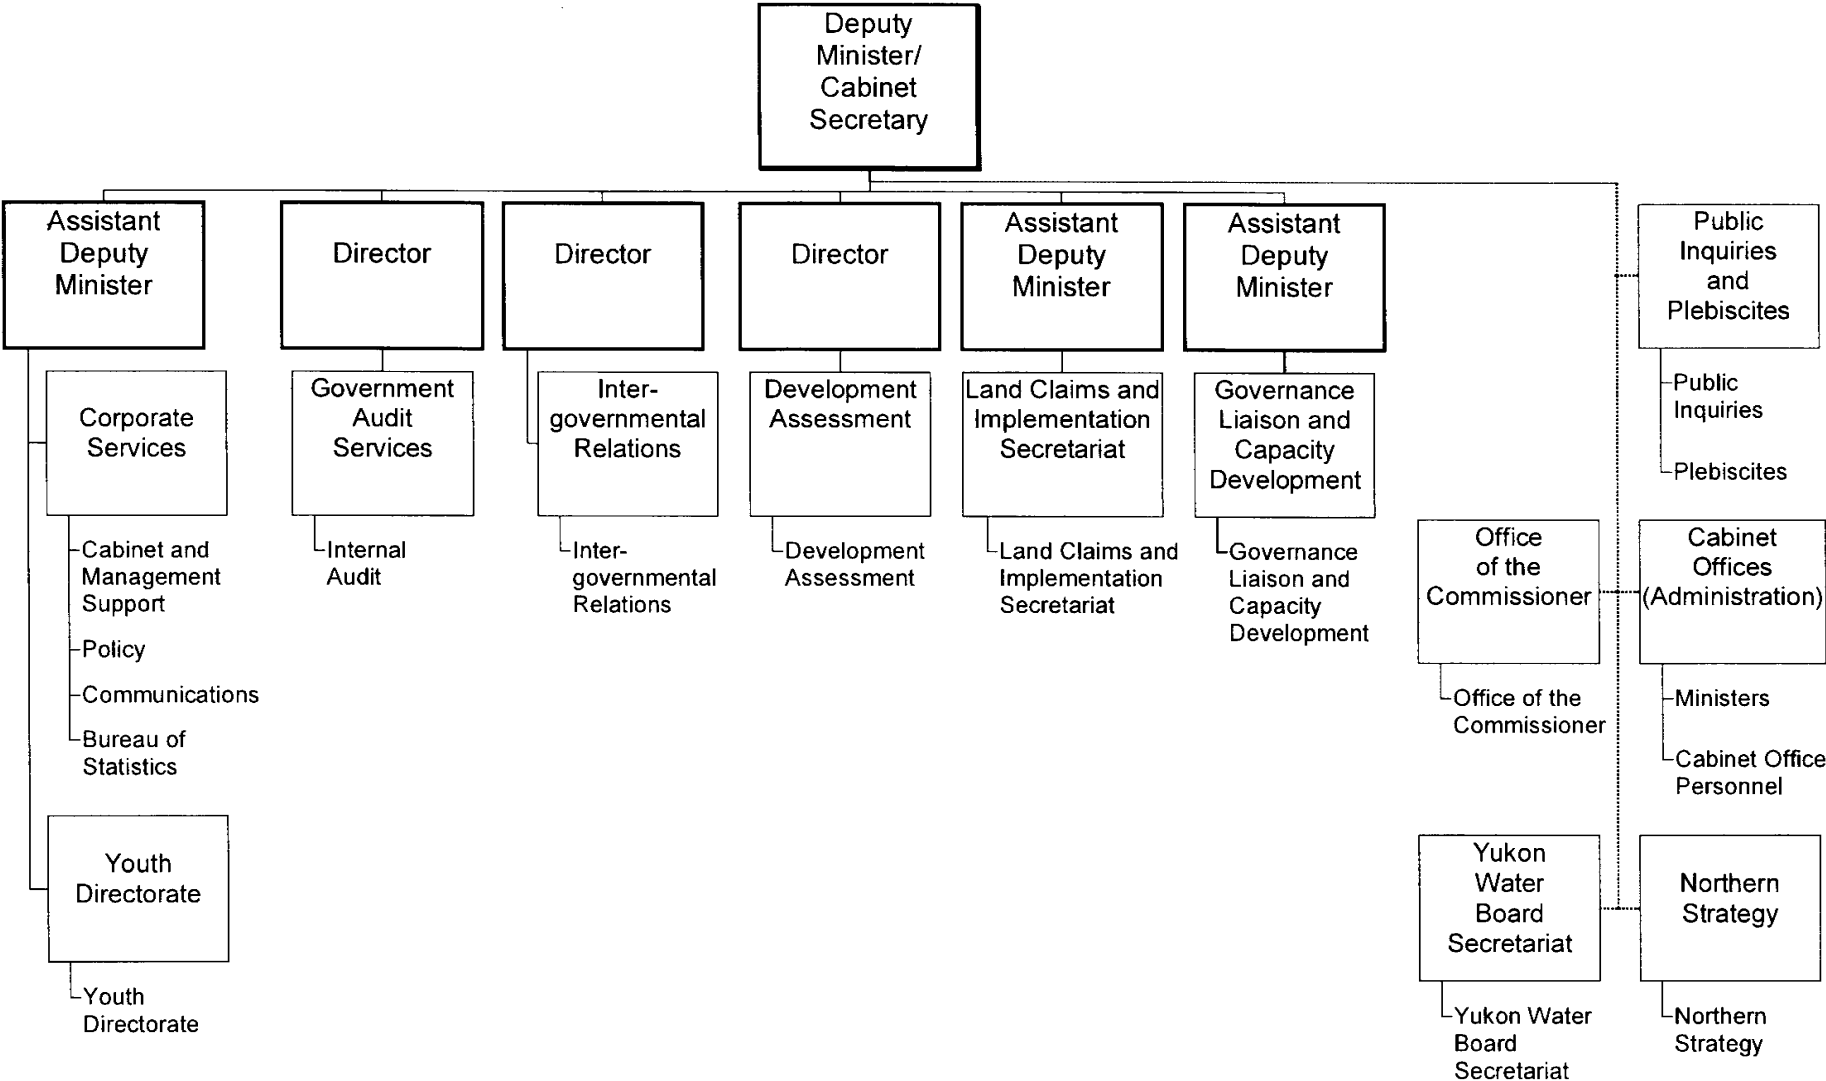 Deputy
Minister/
Cabinet
Secretary
Assistant
Deputy
Minister
Director
Director
Director
Assistant
Deputy
Minister
Assistant
Deputy
Minister
Public
Inquiries
and
Plebiscites
Public
Inquiries
Plebiscites
Corporate
Services
Government
Audit
Services
Inter-
governmental
Relations
Development
Assessment
Land Claims and
Implementation
Secretariat
Governance
Liaison and
Capacity
Development
Cabinet and
Management
Support
Policy
Communications
Bureau of
Statistics
Internal
Audit
Inter-
governmental
Relations
Development
Assessment
Land Claims and
Implementation
Secretariat
Governance
Liaison and
Capacity
Development
Office
of the
Commissioner
Cabinet
Offices
(Administration)
Office of the
Commissioner
Ministers
Cabinet Office
Personnel
Youth
Directorate
Youth
Directorate
Yukon
Water
Board
Secretariat
Northern
Strategy
Yukon Water
Board
Secretariat
Northern
Strategy